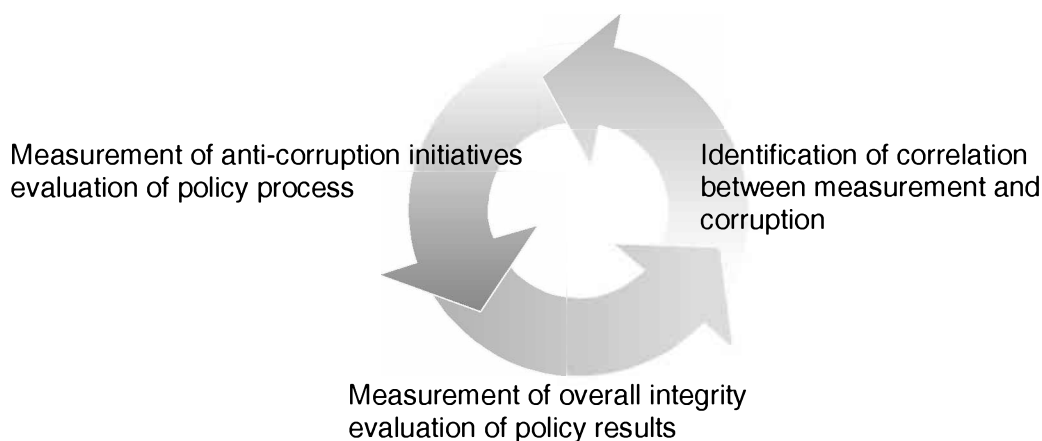 Measurement of anti-corruption initiatives
evaluation of policy process
Identification of correlation
between measurement and
corruption
Measurement of overall integrity
evaluation of policy results